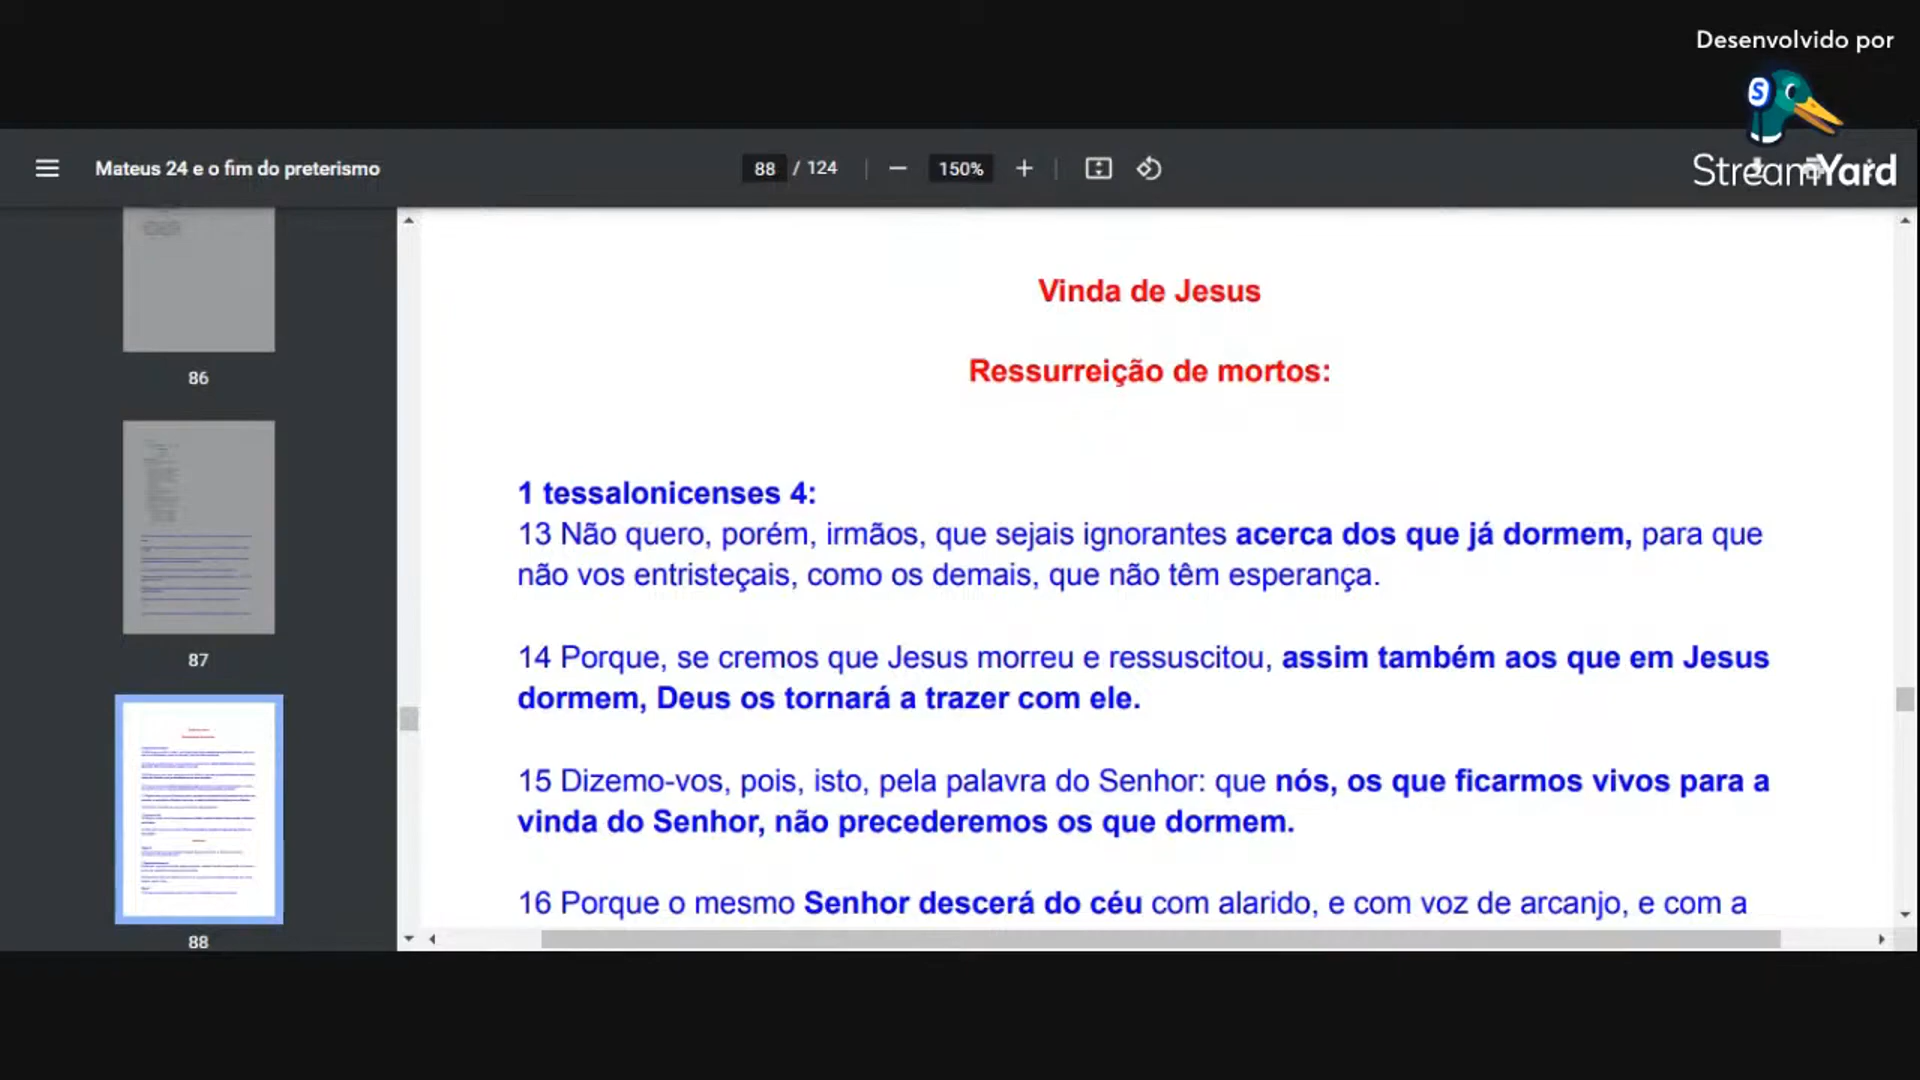 Desenvolvido por
StreamYard
Mateus 24 e o fim do preterismo
88 / 124
150%
86
87
88
Vinda de Jesus
Ressurreição de mortos:
1 tessalonicenses 4:
13 Não quero, porém, irmãos, que sejais ignorantes acerca dos que já dormem, para que
não vos entristeçais, como os demais, que não têm esperança.
14 Porque, se cremos que Jesus morreu e ressuscitou, assim também aos que em Jesus
dormem, Deus os tornará a trazer com ele.
15 Dizemo-vos, pois, isto, pela palavra do Senhor: que nós, os que ficarmos vivos para a
vinda do Senhor, não precederemos os que dormem.
16 Porque o mesmo Senhor descerá do céu com alarido, e com voz de arcanjo, e com a